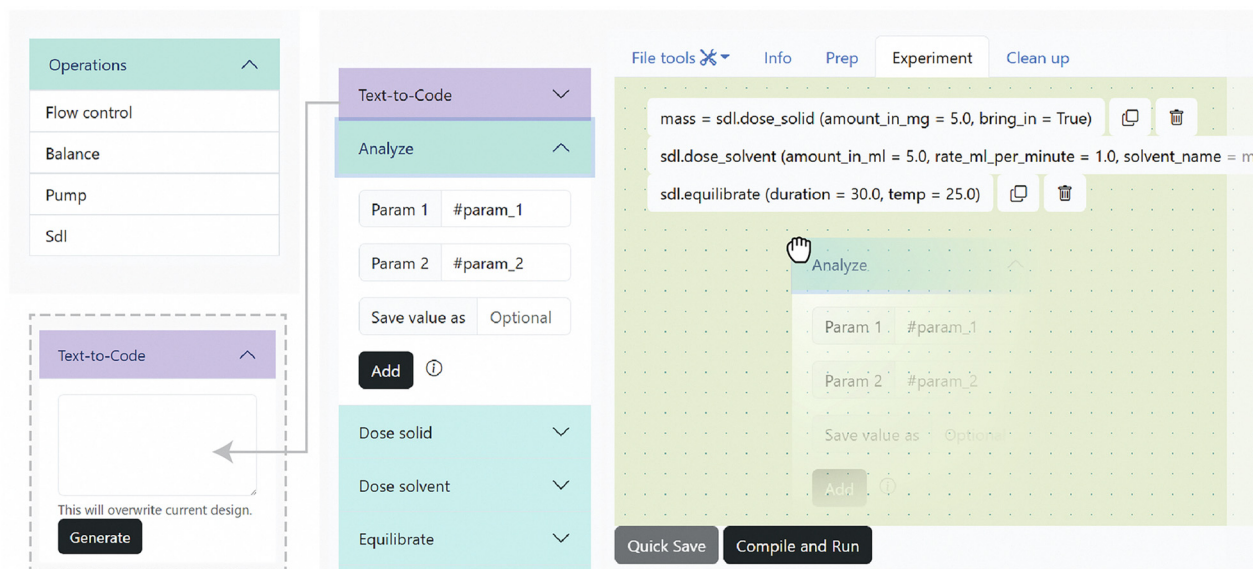 Operations
Flow control
Balance
Pump
Sdl
Text-to-Code
This will overwrite current design.
Generate
Text-to-Code
Analyze
Param 1 #param_1
Param 2 #param_2
Save value as Optional
Add
Dose solid
Dose solvent
Equilibrate
File tools Info Prep Experiment Clean up
mass = sdl.dose_solid (amount_in_mg = 5.0, bring_in = True)
sdl.dose_solvent (amount_in_ml = 5.0, rate_ml_per_minute = 1.0, solvent_name = m
sdl.equilibrate (duration = 30.0, temp = 25.0)
Analyze
Param 1 #param_1
Param 2 #param_2
Save value as Optional
Add
Quick Save Compile and Run